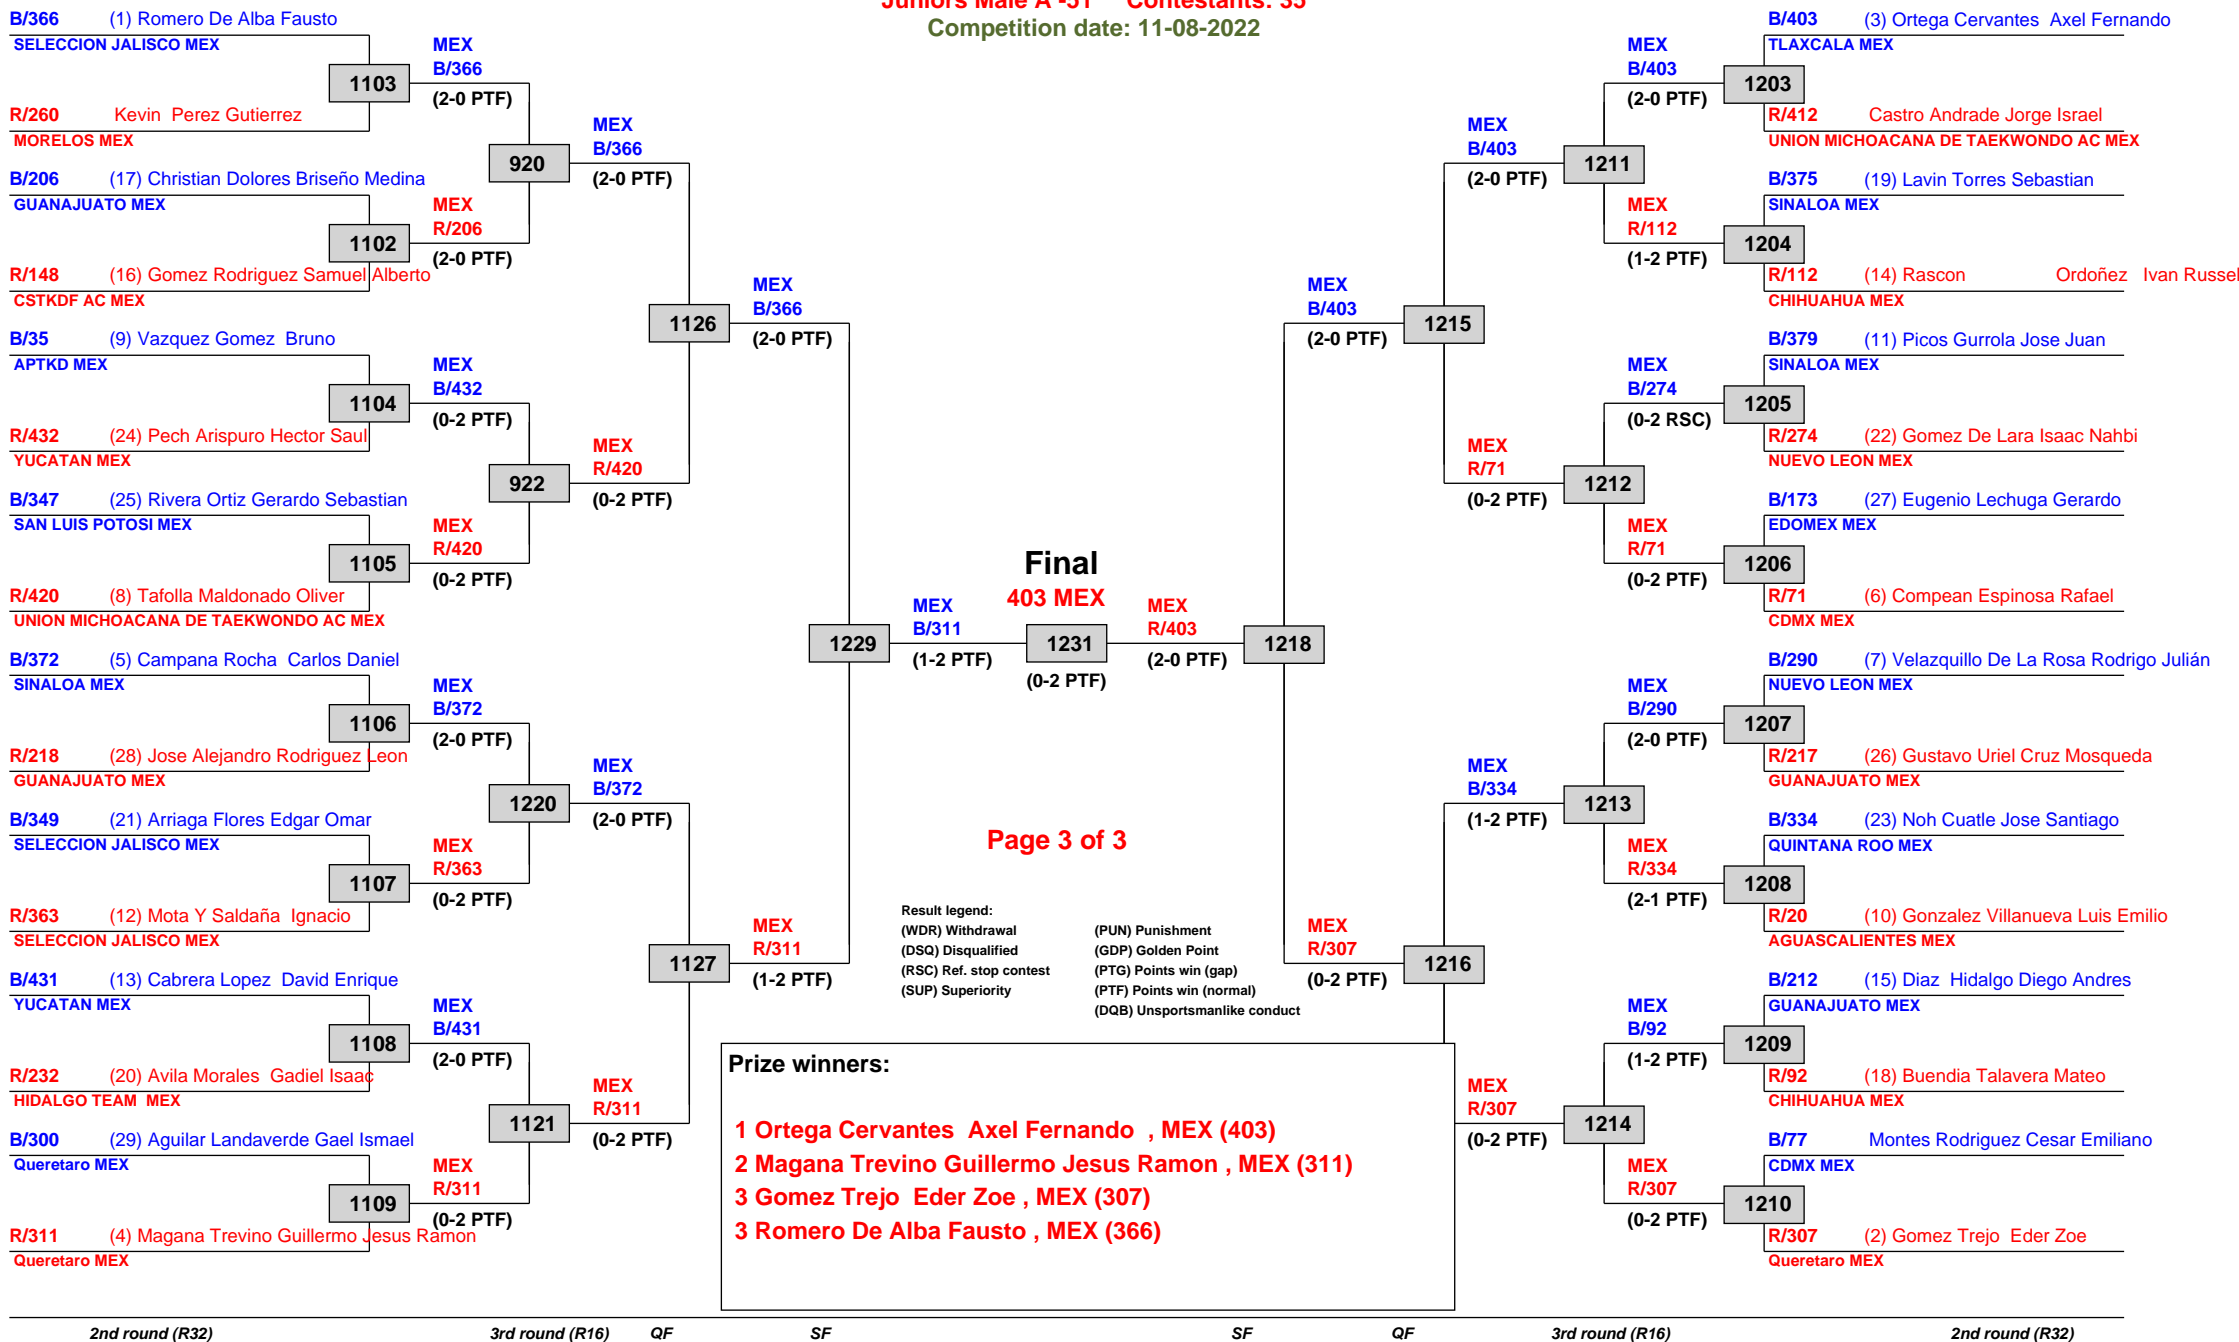 Juniors Male A -51 Contestants: 35
Competition date: 11-08-2022
B/366 (1) Romero De Alba Fausto
SELECCION JALISCO MEX
1103
R/260 Kevin Perez Gutierrez
MORELOS MEX
B/206 (17) Christian Dolores Briseño Medina
GUANAJUATO MEX
1102
R/148 (16) Gomez Rodriguez Samuel Alberto
CSTKDF AC MEX
B/35 (9) Vazquez Gomez Bruno
APTKD MEX
1104
R/432 (24) Pech Arispuro Hector Saul
YUCATAN MEX
B/347 (25) Rivera Ortiz Gerardo Sebastian
SAN LUIS POTOSI MEX
1105
R/420 (8) Tafolla Maldonado Oliver
UNION MICHOACANA DE TAEKWONDO AC MEX
B/372 (5) Campana Rocha Carlos Daniel
SINALOA MEX
1106
R/218 (28) Jose Alejandro Rodriguez Leon
GUANAJUATO MEX
B/349 (21) Arriaga Flores Edgar Omar
SELECCION JALISCO MEX
1107
R/363 (12) Mota Y Saldaña Ignacio
SELECCION JALISCO MEX
B/431 (13) Cabrera Lopez David Enrique
YUCATAN MEX
1108
R/232 (20) Avila Morales Gadiel Isaac
HIDALGO TEAM MEX
B/300 (29) Aguilar Landaverde Gael Ismael
Queretaro MEX
1109
R/311 (4) Magana Trevino Guillermo Jesus Ramon
Queretaro MEX
MEX
B/366
(2-0 PTF)
920
MEX
R/206
(2-0 PTF)
MEX
B/432
(0-2 PTF)
922
MEX
R/420
(0-2 PTF)
MEX
B/372
(2-0 PTF)
1220
MEX
R/363
(0-2 PTF)
MEX
B/431
(2-0 PTF)
1121
MEX
R/311
(0-2 PTF)
MEX
B/366
(2-0 PTF)
1126
MEX
R/420
(0-2 PTF)
MEX
B/372
(2-0 PTF)
1127
MEX
R/311
(0-2 PTF)
MEX
B/366
(2-0 PTF)
1229
MEX
R/311
(1-2 PTF)
MEX
B/311
(1-2 PTF)
Final
403 MEX
1231
(0-2 PTF)
MEX
R/403
(2-0 PTF)
1218
MEX
B/403
(2-0 PTF)
1215
MEX
R/307
(0-2 PTF)
1216
MEX
B/403
(2-0 PTF)
1211
MEX
R/71
(0-2 PTF)
1212
MEX
B/334
(1-2 PTF)
1213
MEX
R/307
(0-2 PTF)
1214
MEX
B/403
(2-0 PTF)
MEX
R/112
(1-2 PTF)
MEX
B/274
(0-2 RSC)
MEX
R/71
(0-2 PTF)
MEX
B/290
(2-0 PTF)
MEX
R/334
(2-1 PTF)
MEX
B/92
(1-2 PTF)
MEX
R/307
(0-2 PTF)
B/403 (3) Ortega Cervantes Axel Fernando
TLAXCALA MEX
1203
R/412 Castro Andrade Jorge Israel
UNION MICHOACANA DE TAEKWONDO AC MEX
B/375 (19) Lavin Torres Sebastian
SINALOA MEX
1204
R/112 (14) Rascon Ordoñez Ivan Russel
CHIHUAHUA MEX
B/379 (11) Picos Gurrola Jose Juan
SINALOA MEX
1205
R/274 (22) Gomez De Lara Isaac Nahbi
NUEVO LEON MEX
B/173 (27) Eugenio Lechuga Gerardo
EDOMEX MEX
1206
R/71 (6) Compean Espinosa Rafael
CDMX MEX
B/290 (7) Velazquillo De La Rosa Rodrigo Julián
NUEVO LEON MEX
1207
R/217 (26) Gustavo Uriel Cruz Mosqueda
GUANAJUATO MEX
B/334 (23) Noh Cuatle Jose Santiago
QUINTANA ROO MEX
1208
R/20 (10) Gonzalez Villanueva Luis Emilio
AGUASCALIENTES MEX
B/212 (15) Diaz Hidalgo Diego Andres
GUANAJUATO MEX
1209
R/92 (18) Buendia Talavera Mateo
CHIHUAHUA MEX
B/77 Montes Rodriguez Cesar Emiliano
CDMX MEX
1210
R/307 (2) Gomez Trejo Eder Zoe
Queretaro MEX
Page 3 of 3
Result legend:
(WDR) Withdrawal (PUN) Punishment
(DSQ) Disqualified (GDP) Golden Point
(RSC) Ref. stop contest (PTG) Points win (gap)
(SUP) Superiority (PTF) Points win (normal)
(DQB) Unsportsmanlike conduct
Prize winners:
1 Ortega Cervantes Axel Fernando , MEX (403)
2 Magana Trevino Guillermo Jesus Ramon , MEX (311)
3 Gomez Trejo Eder Zoe , MEX (307)
3 Romero De Alba Fausto , MEX (366)
2nd round (R32) 3rd round (R16) QF SF SF QF 3rd round (R16) 2nd round (R32)